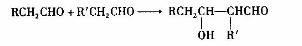 RCH₂CHO + R′CH₂CHO ⟶ RCH₂CH—CHCHO
OH R′